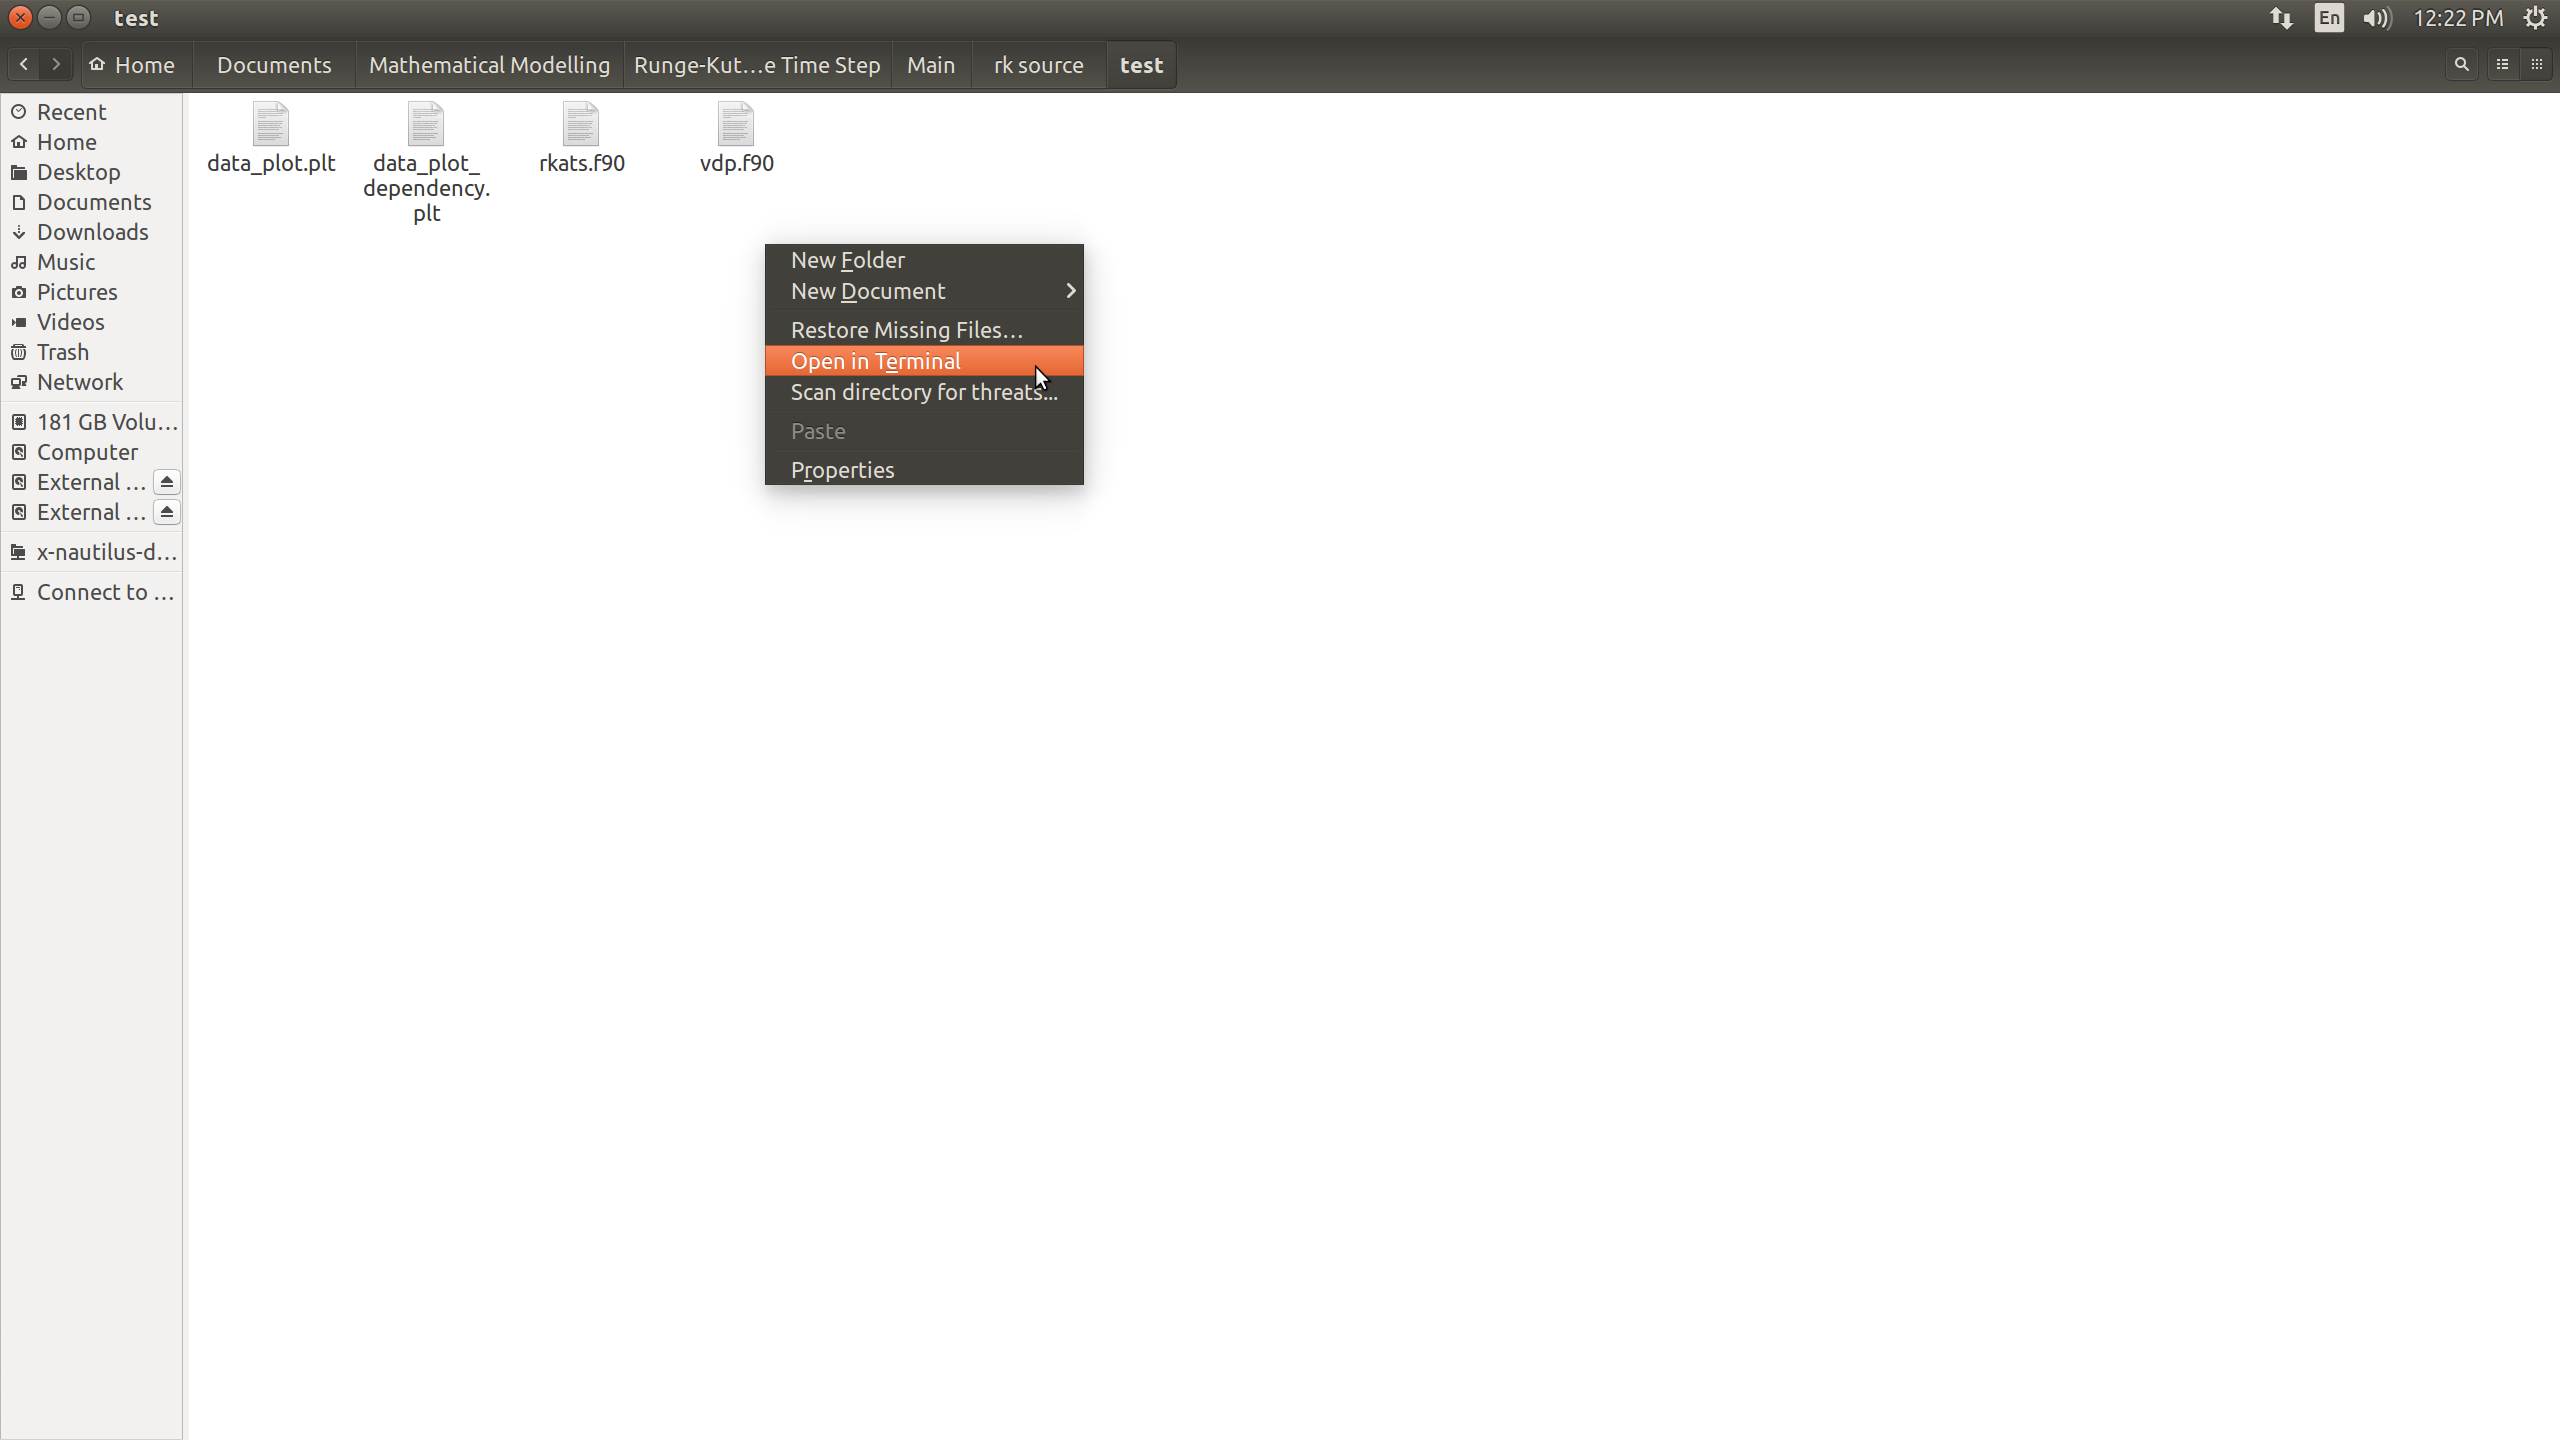 test
En
12:22 PM
Home
Documents
Mathematical Modelling
Runge-Kut…e Time Step
Main
rk source
test
Recent
Home
Desktop
Documents
Downloads
Music
Pictures
Videos
Trash
Network
181 GB Volu…
Computer
External …
External …
x-nautilus-d…
Connect to …
data_plot.plt
data_plot_
dependency.
plt
rkats.f90
vdp.f90
New Folder
New Document
Restore Missing Files…
Open in Terminal
Scan directory for threats...
Paste
Properties